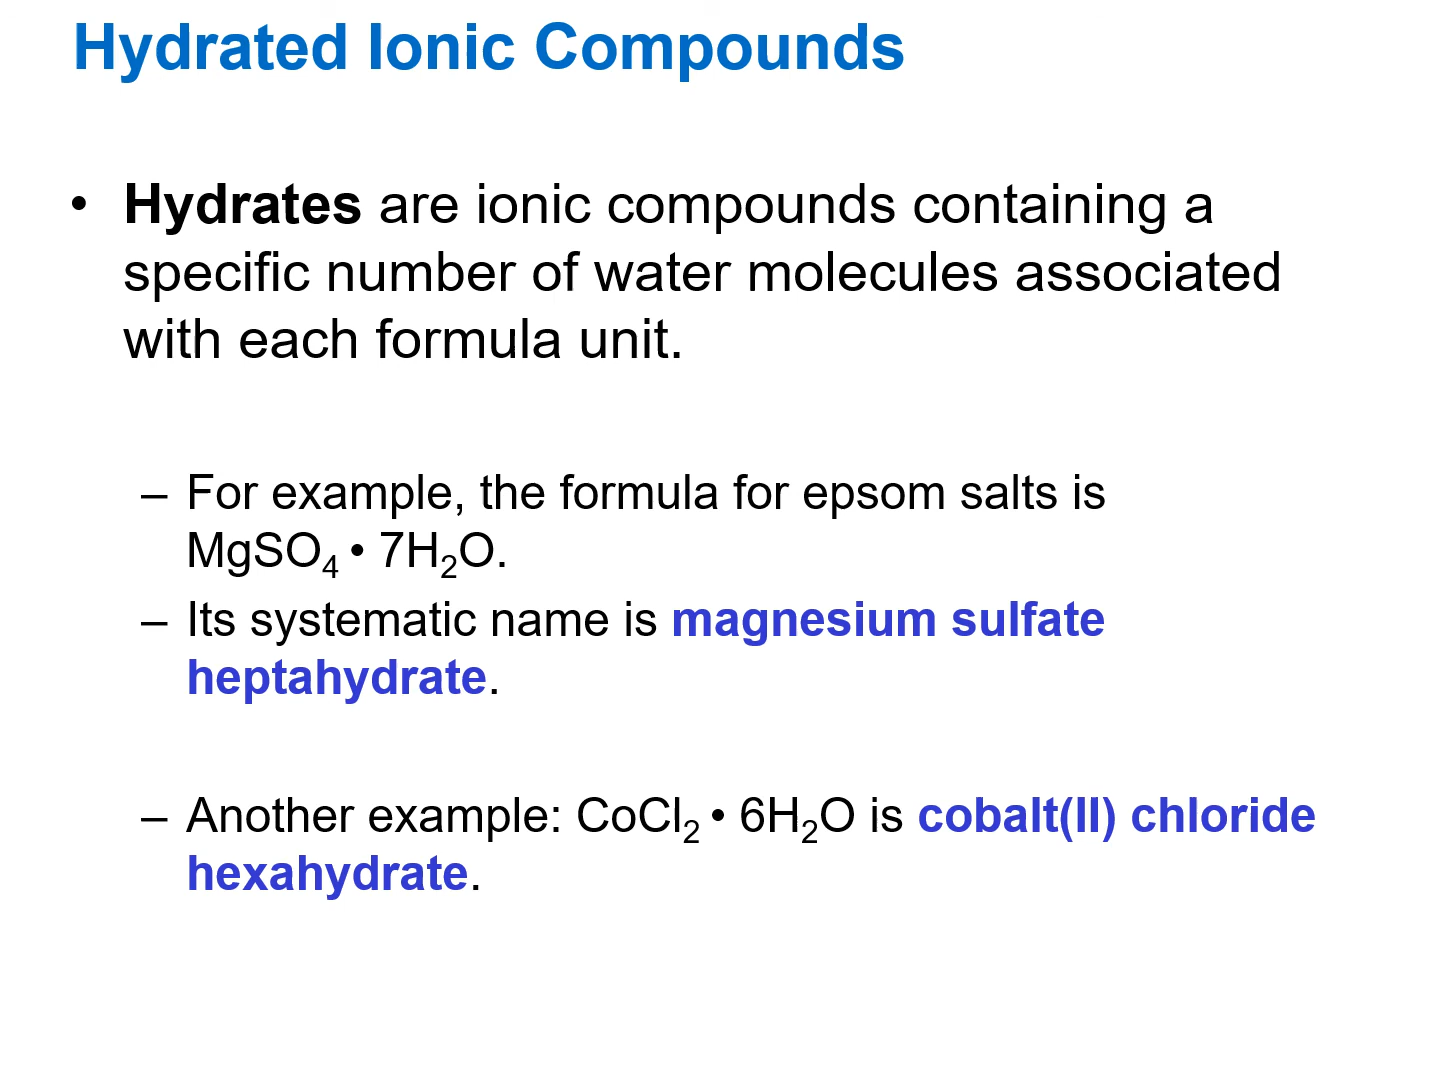 Hydrated Ionic Compounds
• Hydrates are ionic compounds containing a
specific number of water molecules associated
with each formula unit.
– For example, the formula for epsom salts is
MgSO₄ • 7H₂O.
– Its systematic name is magnesium sulfate
heptahydrate.
– Another example: CoCl₂ • 6H₂O is cobalt(II) chloride
hexahydrate.